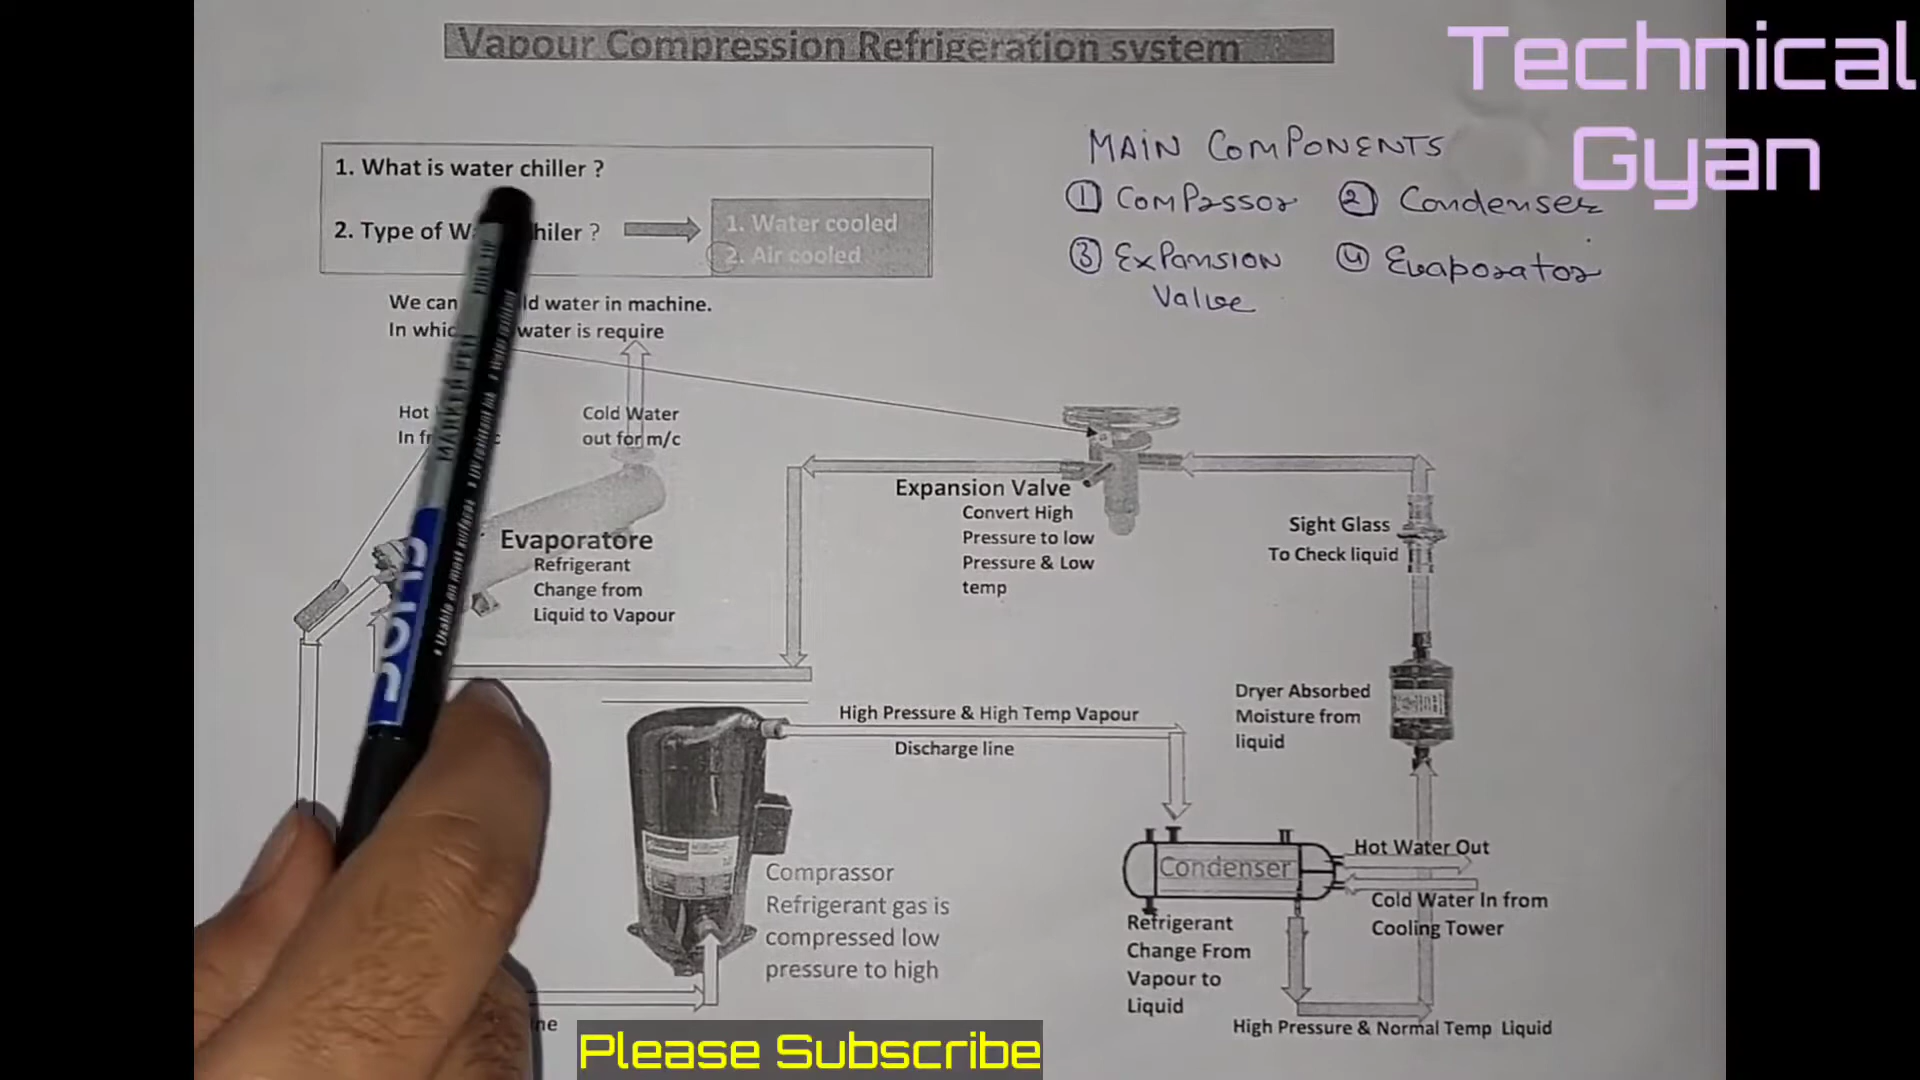 Vapour Compression Refrigeration system
Technical
Gyan
1. What is water chiller ?
2. Type of W hiler ?
1. Water cooled
2. Air cooled
MAIN COMPONENTS
① Comprssor ② Condenser
③ Expansion ④ Evaporator
Valve
We can d water in machine.
In whic water is require
Hot
In fr c
Cold Water
out for m/c
MARKER PEN
Evaporatore
Refrigerant
Change from
Liquid to Vapour
Expansion Valve
Convert High
Pressure to low
Pressure & Low
temp
Sight Glass
To Check liquid
Dryer Absorbed
Moisture from
liquid
High Pressure & High Temp Vapour
Discharge line
Comprassor
Refrigerant gas is
compressed low
pressure to high
Condenser
Hot Water Out
Cold Water In from
Cooling Tower
Refrigerant
Change From
Vapour to
Liquid
High Pressure & Normal Temp Liquid
ne
Please Subscribe